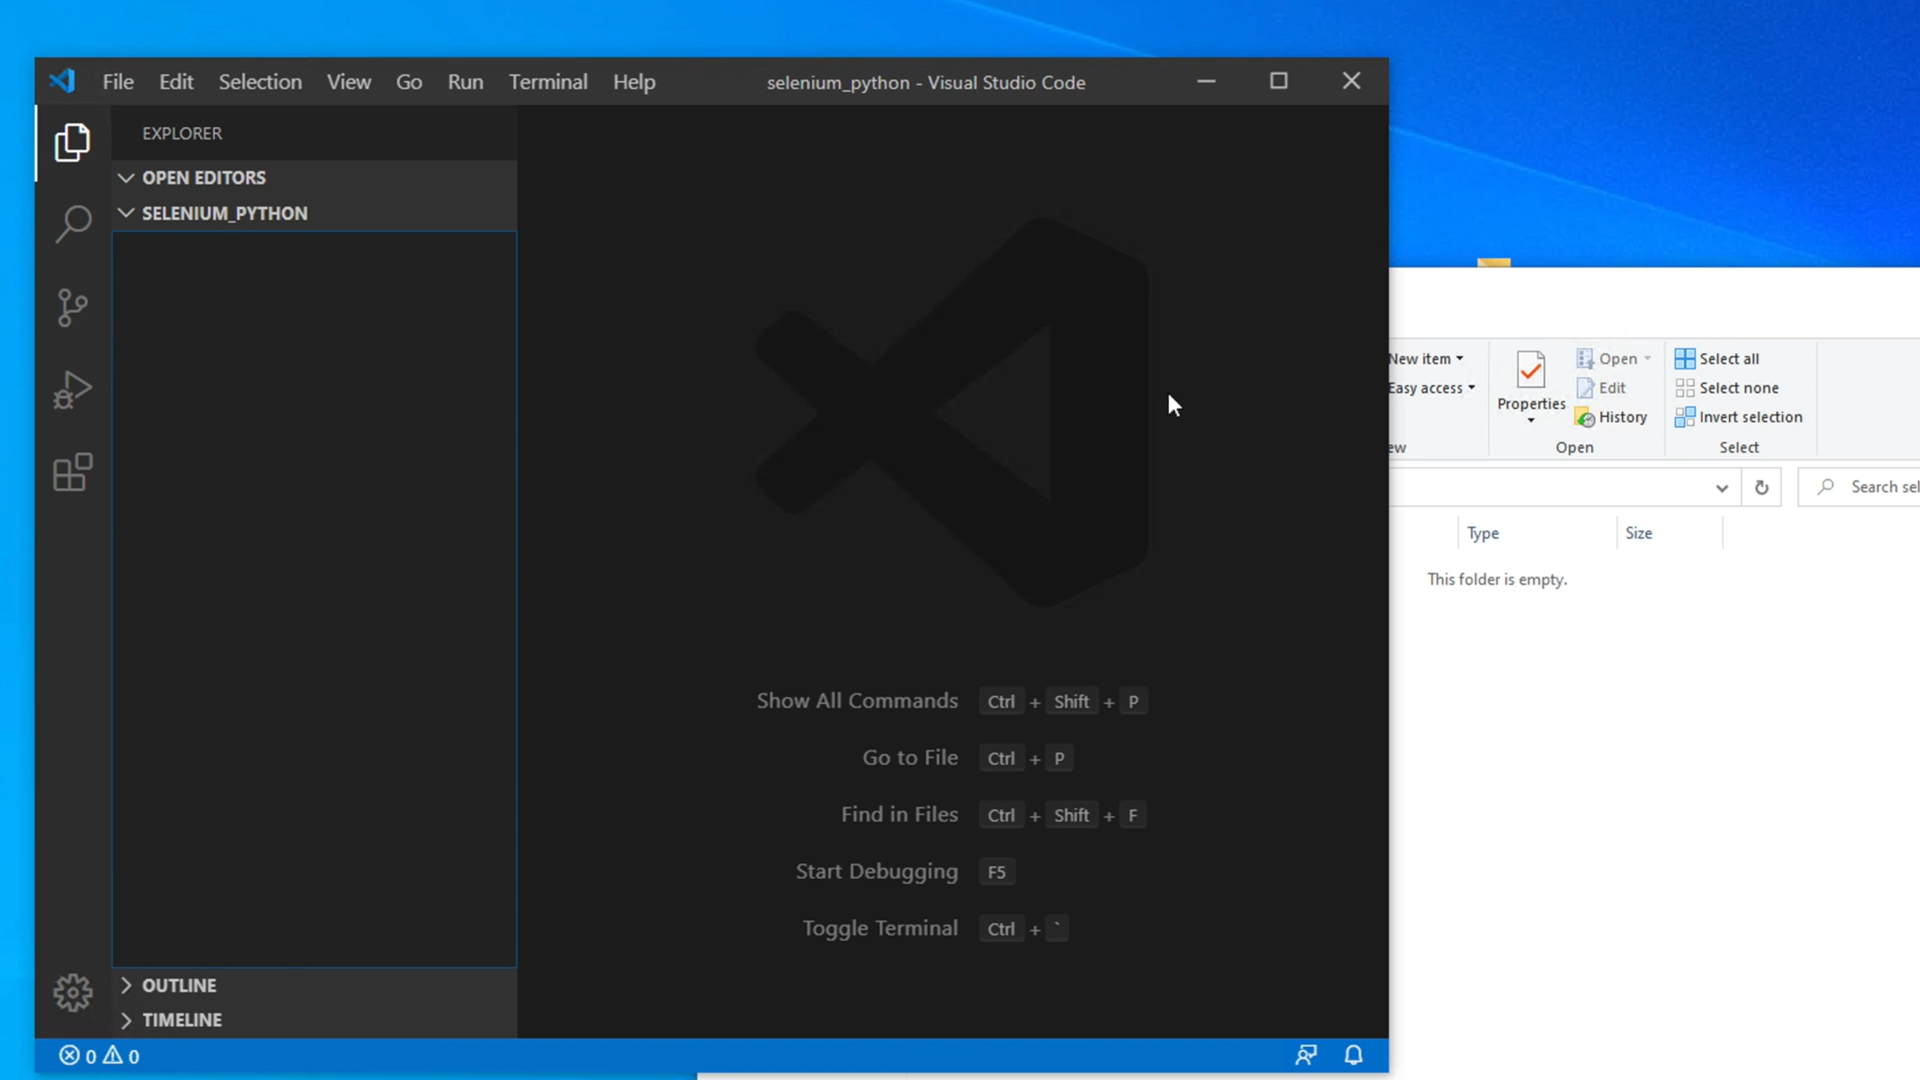 File Edit Selection View Go Run Terminal Help selenium_python - Visual Studio Code
EXPLORER
OPEN EDITORS
SELENIUM_PYTHON
Show All Commands Ctrl + Shift + P
Go to File Ctrl + P
Find in Files Ctrl + Shift + F
Start Debugging F5
Toggle Terminal Ctrl + `
OUTLINE
TIMELINE
0 0
New item
Easy access
Properties
Open
Edit
History
Select all
Select none
Invert selection
ew Open Select
Search sel
Type Size
This folder is empty.